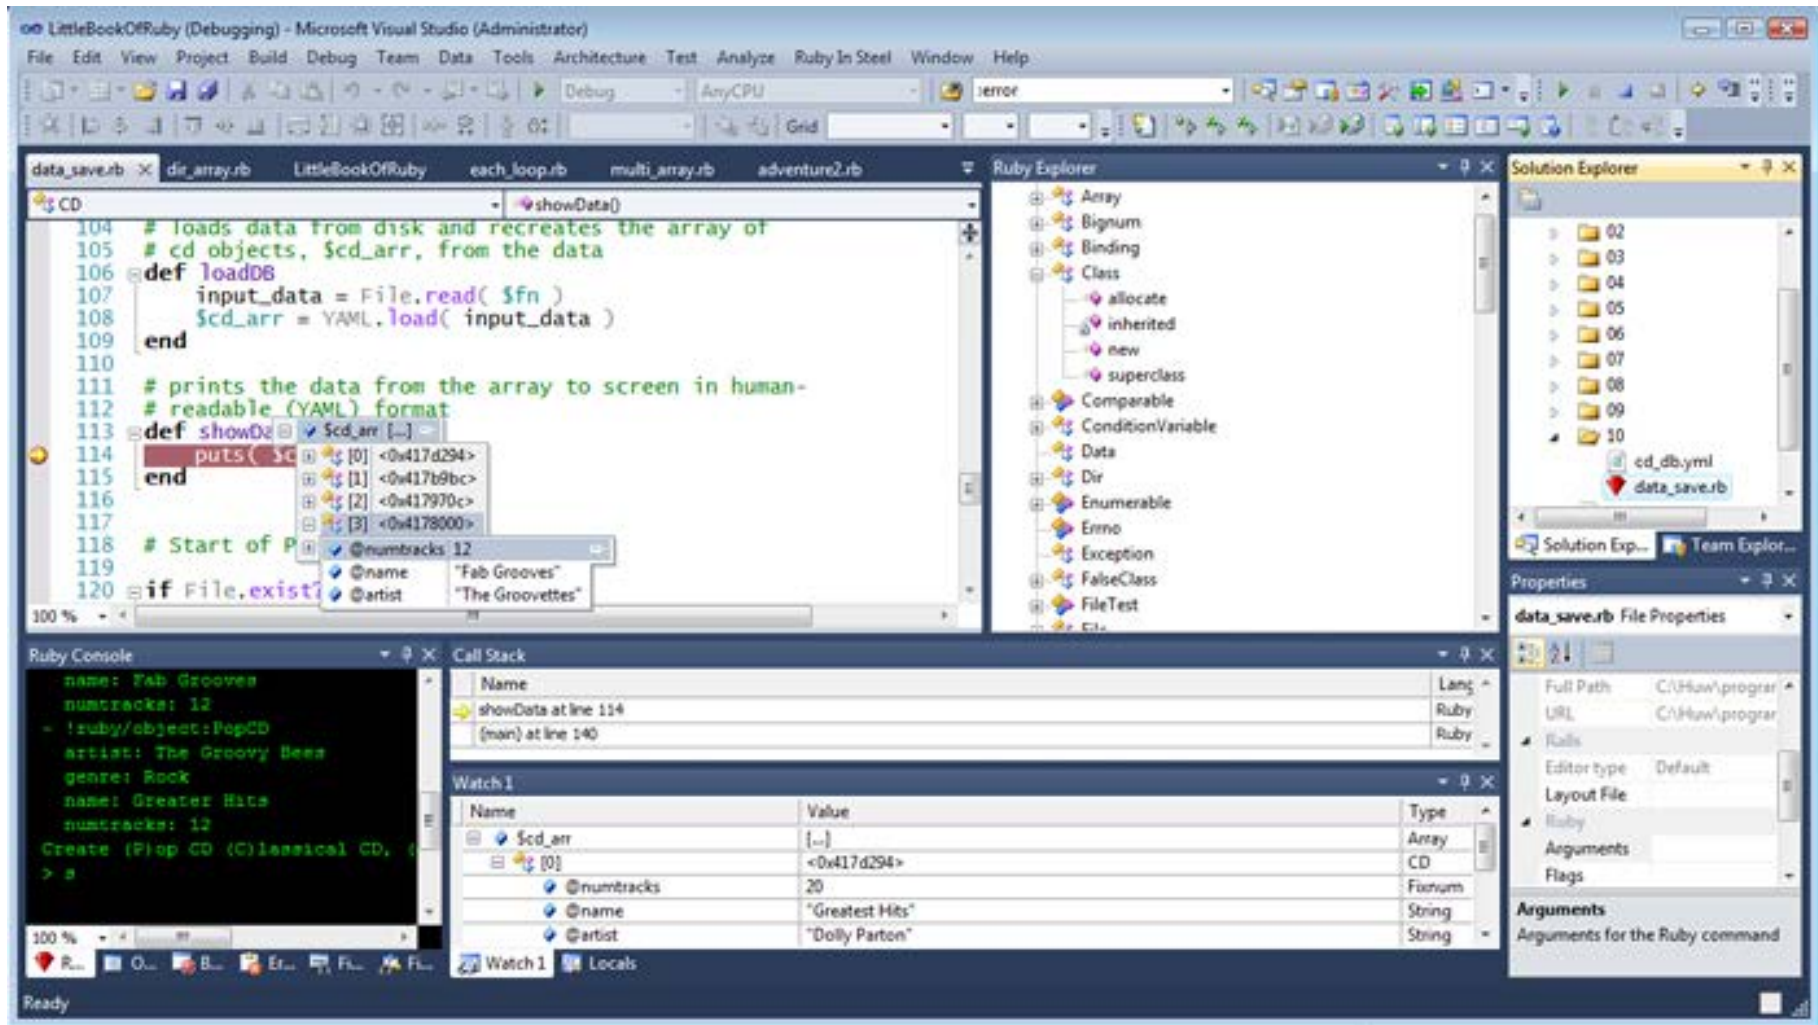 LittleBookOfRuby (Debugging) - Microsoft Visual Studio (Administrator)
File Edit View Project Build Debug Team Data Tools Architecture Test Analyze Ruby In Steel Window Help
Debug AnyCPU :error
Grid
data_save.rb dir_array.rb LittleBookOfRuby each_loop.rb multi_array.rb adventure2.rb
CD showData()
104 # loads data from disk and recreates the array of
105 # cd objects, $cd_arr, from the data
106 def loadDB
107 input_data = File.read( $fn )
108 $cd_arr = YAML.load( input_data )
109 end
110
111 # prints the data from the array to screen in human-
112 # readable (YAML) format
113 def showDa $cd_arr [...]
114 puts( $c [0] <0x417d294>
115 end [1] <0x417b9bc>
116 [2] <0x417970c>
117 [3] <0x4178000>
118 # Start of P @numtracks 12
119 @name "Fab Grooves"
120 if File.exist? @artist "The Groovettes"
100 %
Ruby Explorer
Array
Bignum
Binding
Class
allocate
inherited
new
superclass
Comparable
ConditionVariable
Data
Dir
Enumerable
Errno
Exception
FalseClass
FileTest
File
Solution Explorer
02
03
04
05
06
07
08
09
10
cd_db.yml
data_save.rb
Solution Exp... Team Explor...
Properties
data_save.rb File Properties
Full Path C:\Huw\prograr
URL C:\Huw\prograr
Rails
Editor type Default
Layout File
Ruby
Arguments
Flags
Arguments
Arguments for the Ruby command
Ruby Console
name: Fab Grooves
numtracks: 12
- !ruby/object:PopCD
artist: The Groovy Bees
genre: Rock
name: Greater Hits
numtracks: 12
Create (P)op CD (C)lassical CD, (
> s
100 %
R... O... B... Er... Fi... Fi...
Call Stack
Name Lang
showData at line 114 Ruby
{main} at line 140 Ruby
Watch 1
Name Value Type
$cd_arr [...] Array
[0] <0x417d294> CD
@numtracks 20 Fixnum
@name "Greatest Hits" String
@artist "Dolly Parton" String
Watch 1 Locals
Ready